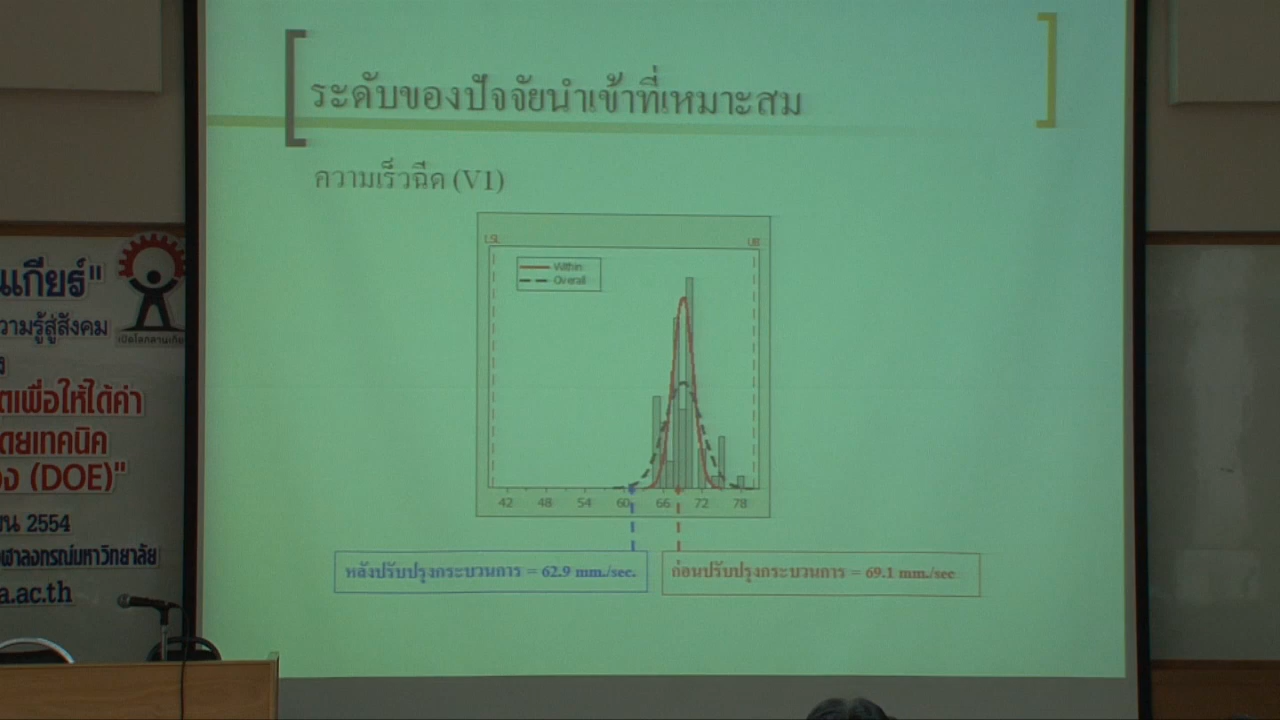 ระดับของปัจจัยนำเข้าที่เหมาะสม
ความเร็วฉีด (V1)
LSL
Within
Overall
42 48 54 60 66 72 78
หลังปรับปรุงกระบวนการ = 62.9 mm./sec.
ก่อนปรับปรุงกระบวนการ = 69.1 mm./sec
นเกียร์"
วามรู้สู่สังคม
เพื่อให้ได้ค่า
ดยเทคนิค
(DOE)"
2554
ฬาลงกรณ์มหาวิทยาลัย
a.ac.th